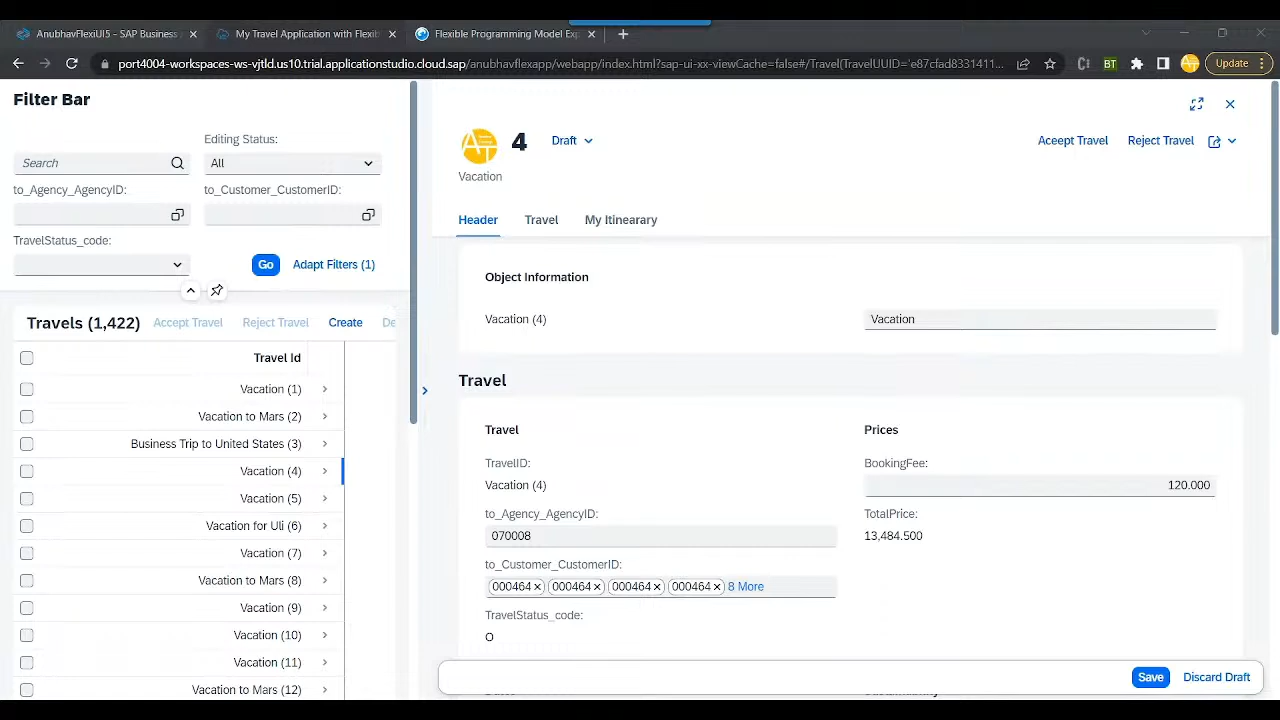 AnubhavFlexiUI5 - SAP Business
My Travel Application with Flexib
Flexible Programming Model Exp
port4004-workspaces-ws-vjtld.us10.trial.applicationstudio.cloud.sap/anubhavflexapp/webapp/index.html?sap-ui-xx-viewCache=false#/Travel(TravelUUID='e87cfad8331411...
BT
Update
Filter Bar
Editing Status:
Search
All
to_Agency_AgencyID:
to_Customer_CustomerID:
TravelStatus_code:
Go
Adapt Filters (1)
Travels (1,422)
Accept Travel
Reject Travel
Create
De
Travel Id
Vacation (1)
Vacation to Mars (2)
Business Trip to United States (3)
Vacation (4)
Vacation (5)
Vacation for Uli (6)
Vacation (7)
Vacation to Mars (8)
Vacation (9)
Vacation (10)
Vacation (11)
Vacation to Mars (12)
AT
4
Draft
Aceept Travel
Reject Travel
Vacation
Header
Travel
My Itinearary
Object Information
Vacation (4)
Vacation
Travel
Travel
Prices
TravelID:
BookingFee:
Vacation (4)
120.000
to_Agency_AgencyID:
TotalPrice:
070008
13,484.500
to_Customer_CustomerID:
000464 000464 000464 000464 8 More
TravelStatus_code:
O
Save
Discard Draft